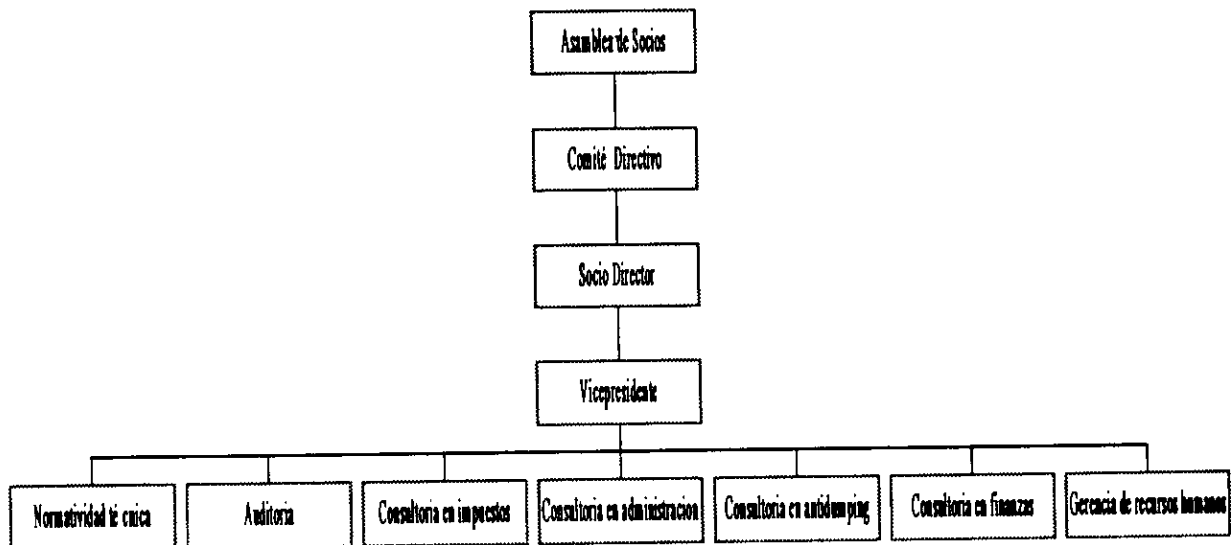 Asamblea de Socios
Comité Directivo
Socio Director
Vicepresidente
Normatividad té cnica
Auditoria
Consultoria en impuestos
Consultoria en administracion
Consultoria en antidumping
Consultoria en finanzas
Gerencia de recursos humanos